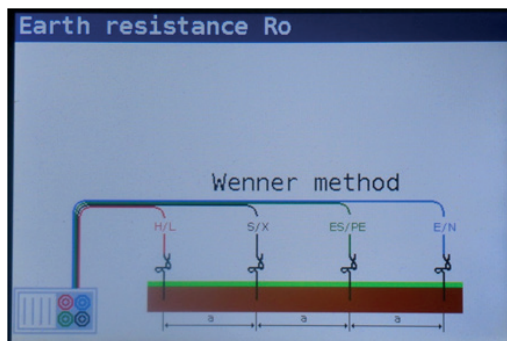 Earth resistance Ro
Wenner method
H/L S/X ES/PE E/N
a a a